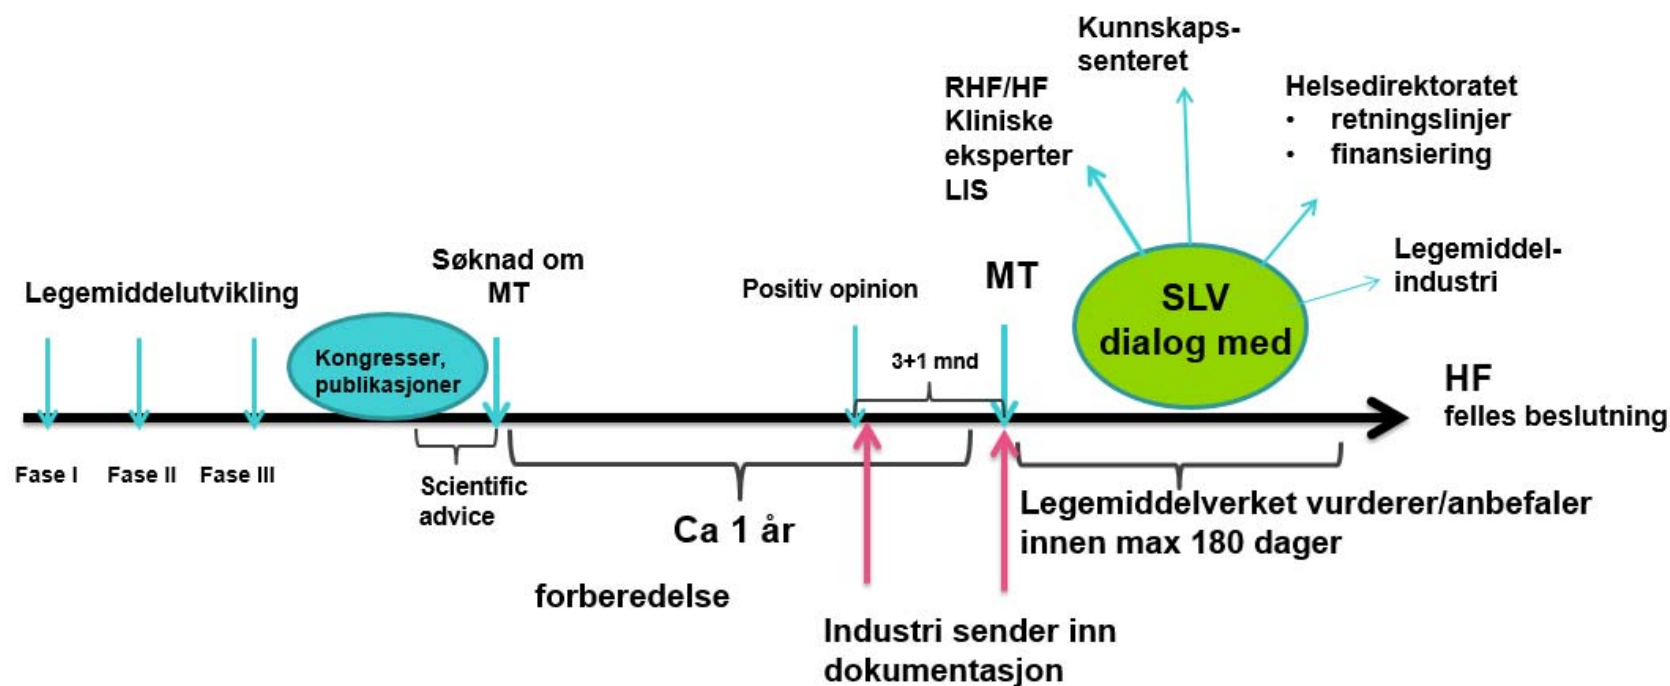 Kunnskaps-
senteret
RHF/HF
Kliniske
eksperter
LIS
Helsedirektoratet
• retningslinjer
• finansiering
Legemiddel-
industri
SLV
dialog med
Legemiddelutvikling
Kongresser,
publikasjoner
Søknad om
MT
Positiv opinion
3+1 mnd
MT
HF
felles beslutning
Fase I
Fase II
Fase III
Scientific
advice
Ca 1 år
forberedelse
Legemiddelverket vurderer/anbefaler
innen max 180 dager
Industri sender inn
dokumentasjon